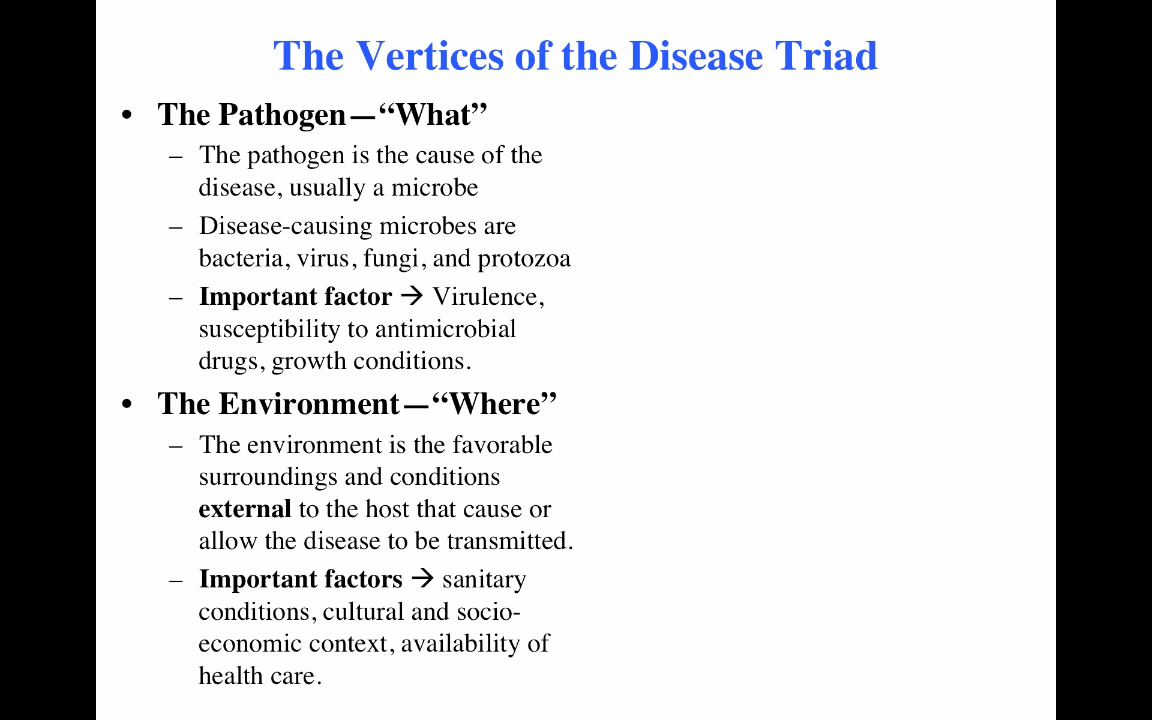 The Vertices of the Disease Triad
• The Pathogen—“What”
– The pathogen is the cause of the
disease, usually a microbe
– Disease-causing microbes are
bacteria, virus, fungi, and protozoa
– Important factor → Virulence,
susceptibility to antimicrobial
drugs, growth conditions.
• The Environment—“Where”
– The environment is the favorable
surroundings and conditions
external to the host that cause or
allow the disease to be transmitted.
– Important factors → sanitary
conditions, cultural and socio-
economic context, availability of
health care.